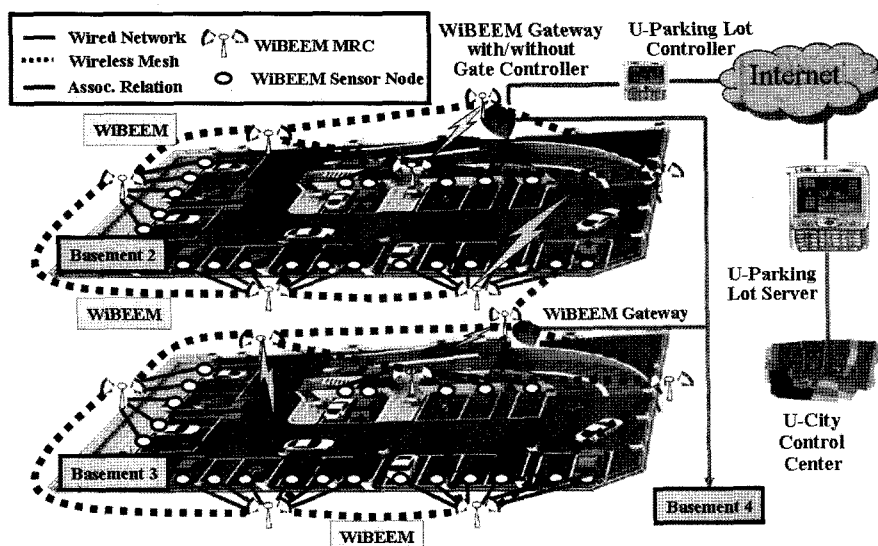 Wired Network
Wireless Mesh
Assoc. Relation
WiBEEM MRC
WiBEEM Sensor Node
WiBEEM Gateway
with/without
Gate Controller
U-Parking Lot
Controller
Internet
WiBEEM
Basement 2
WiBEEM
U-Parking
Lot Server
WiBEEM Gateway
Basement 3
WiBEEM
U-City
Control
Center
Basement 4